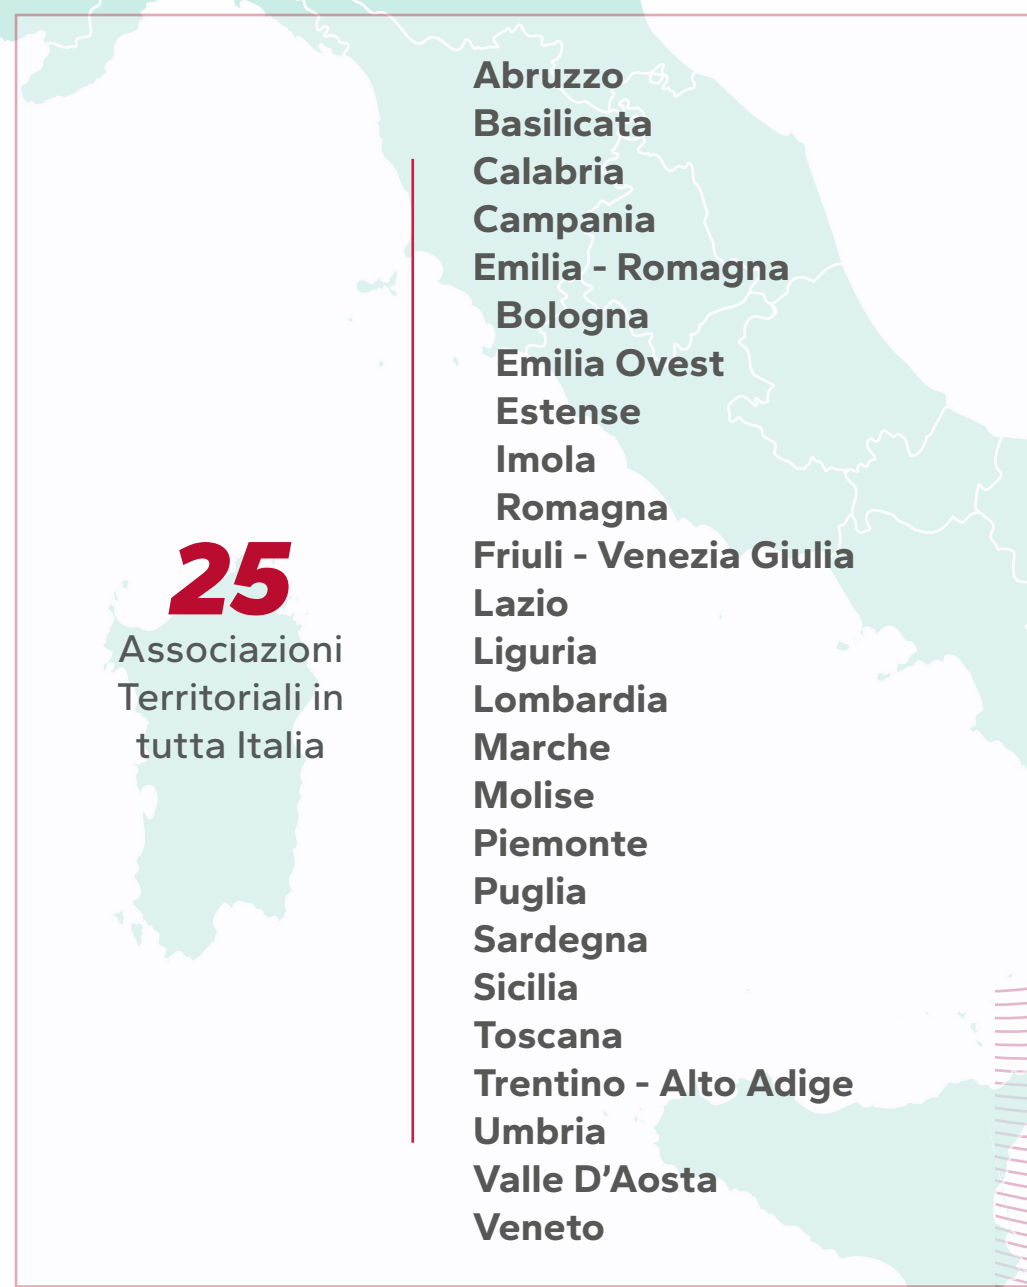 25
Associazioni
Territoriali in
tutta Italia
Abruzzo
Basilicata
Calabria
Campania
Emilia - Romagna
Bologna
Emilia Ovest
Estense
Imola
Romagna
Friuli - Venezia Giulia
Lazio
Liguria
Lombardia
Marche
Molise
Piemonte
Puglia
Sardegna
Sicilia
Toscana
Trentino - Alto Adige
Umbria
Valle D’Aosta
Veneto